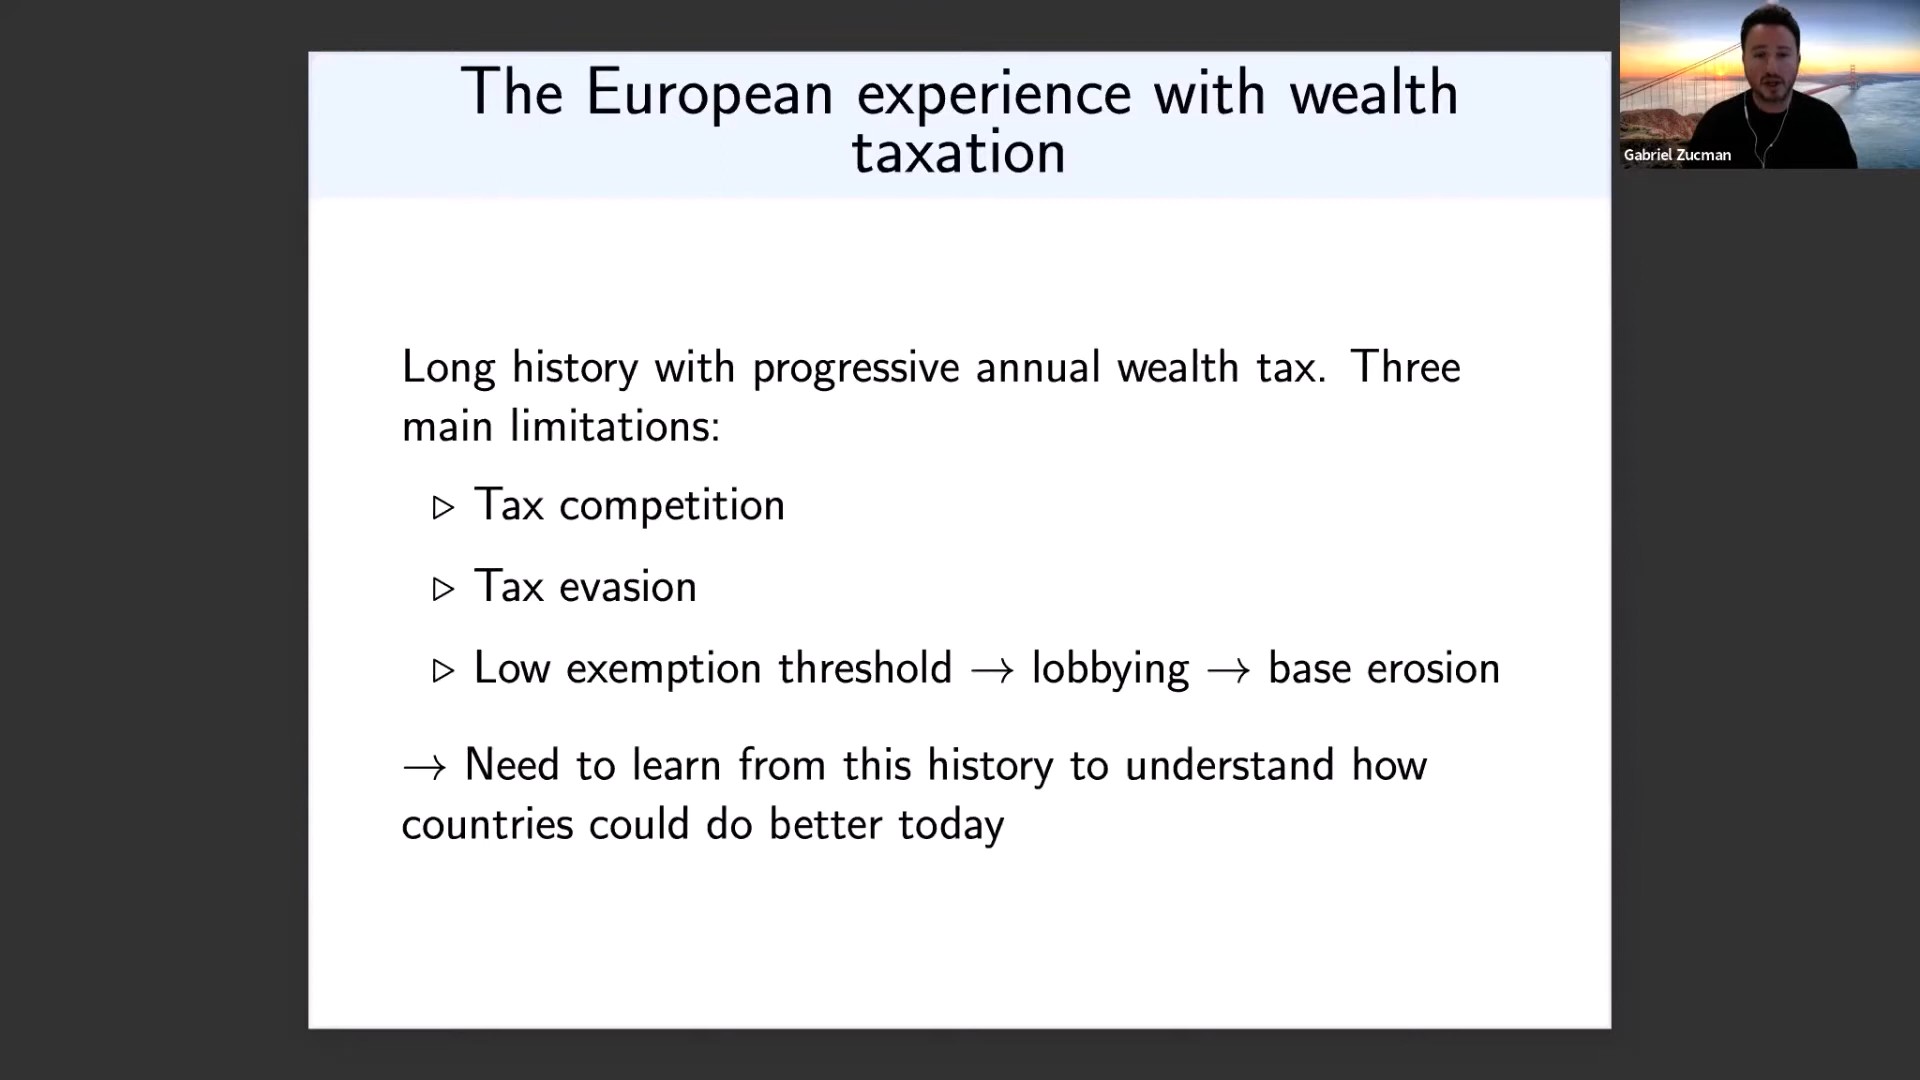 The European experience with wealth
taxation
Gabriel Zucman
Long history with progressive annual wealth tax. Three
main limitations:
▷ Tax competition
▷ Tax evasion
▷ Low exemption threshold → lobbying → base erosion
→ Need to learn from this history to understand how
countries could do better today